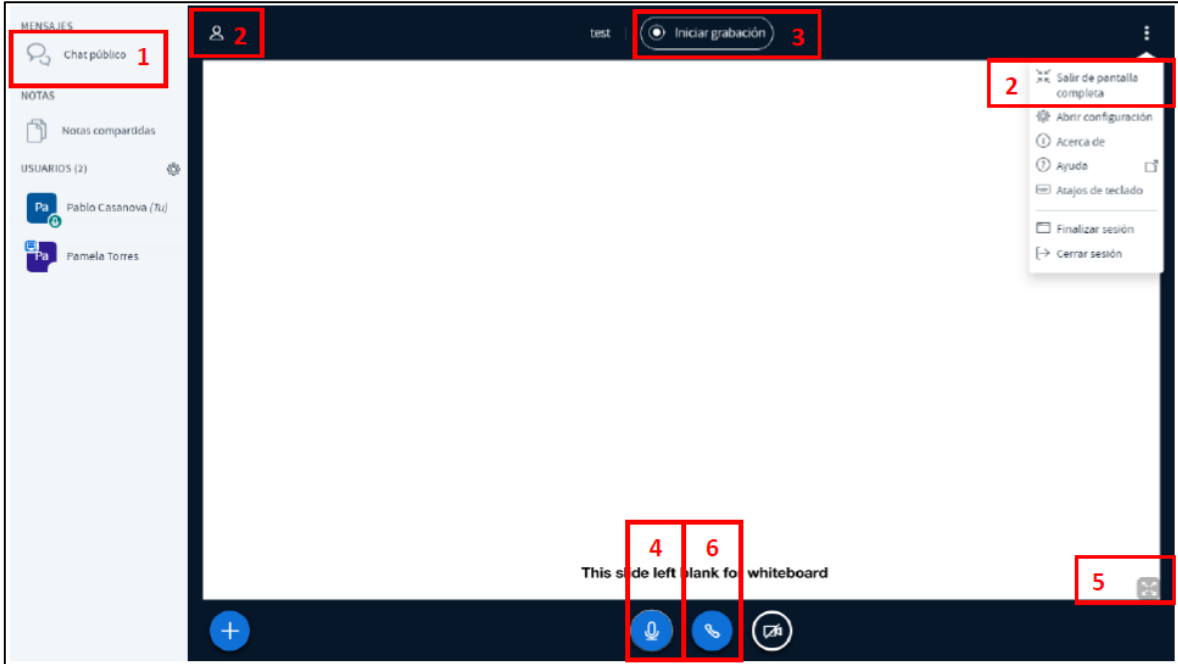 MENSAJES
Chat público
1
NOTAS
Notas compartidas
USUARIOS (2)
Pa
Pablo Casanova (Tu)
Pa
Pamela Torres
2
test
Iniciar grabación
3
2
Salir de pantalla
completa
Abrir configuración
Acerca de
Ayuda
Atajos de teclado
Finalizar sesión
Cerrar sesión
4
6
This slide left blank for whiteboard
5